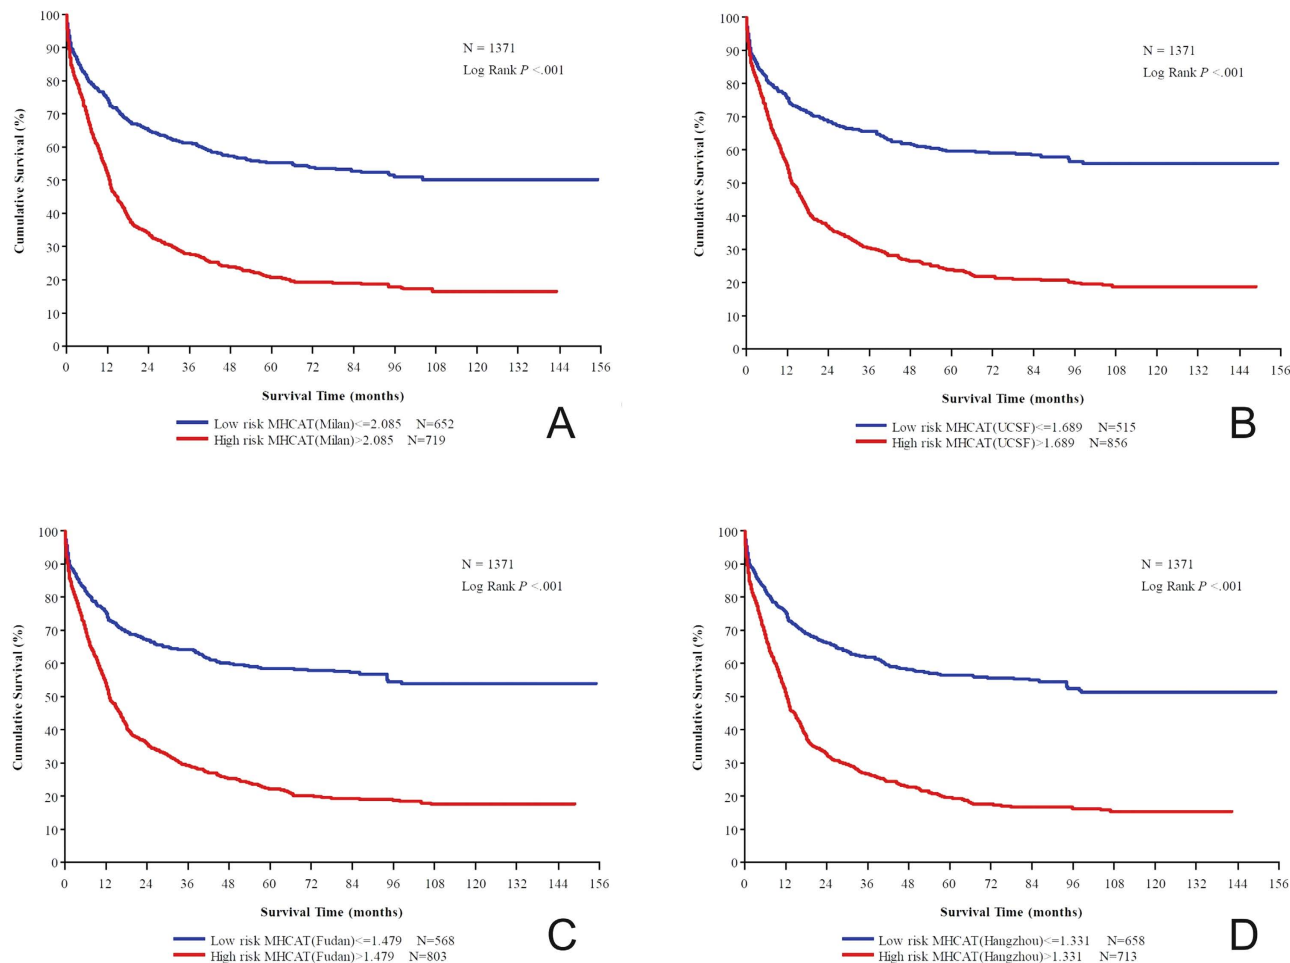 100
90
80
70
60
50
40
30
20
10
0
Cumulative Survival (%)
N = 1371
Log Rank P <.001
0 12 24 36 48 60 72 84 96 108 120 132 144 156
Survival Time (months)
Low risk MHCAT(Milan)<=2.085 N=652
High risk MHCAT(Milan)>2.085 N=719
A
100
90
80
70
60
50
40
30
20
10
0
Cumulative Survival (%)
N = 1371
Log Rank P <.001
0 12 24 36 48 60 72 84 96 108 120 132 144 156
Survival Time (months)
Low risk MHCAT(UCSF)<=1.689 N=515
High risk MHCAT(UCSF)>1.689 N=856
B
100
90
80
70
60
50
40
30
20
10
0
Cumulative Survival (%)
N = 1371
Log Rank P <.001
0 12 24 36 48 60 72 84 96 108 120 132 144 156
Survival Time (months)
Low risk MHCAT(Fudan)<=1.479 N=568
High risk MHCAT(Fudan)>1.479 N=803
C
100
90
80
70
60
50
40
30
20
10
0
Cumulative Survival (%)
N = 1371
Log Rank P <.001
0 12 24 36 48 60 72 84 96 108 120 132 144 156
Survival Time (months)
Low risk MHCAT(Hangzhou)<=1.331 N=658
High risk MHCAT(Hangzhou)>1.331 N=713
D